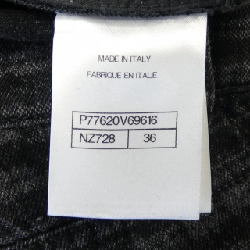 MADE IN ITALY
FABRIQUE EN ITALIE
P77620V69616
NZ728 36